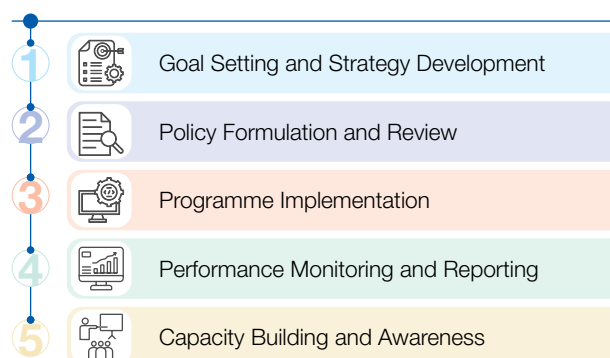 1 Goal Setting and Strategy Development
2 Policy Formulation and Review
3 Programme Implementation
4 Performance Monitoring and Reporting
5 Capacity Building and Awareness